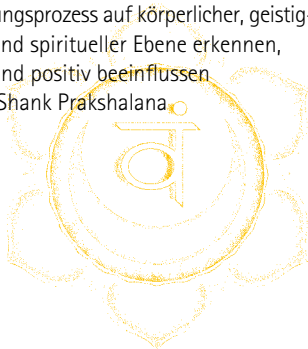 ungsprozess auf körperlicher, geistig
nd spiritueller Ebene erkennen,
nd positiv beeinflussen
Shank Prakshalana.
वं